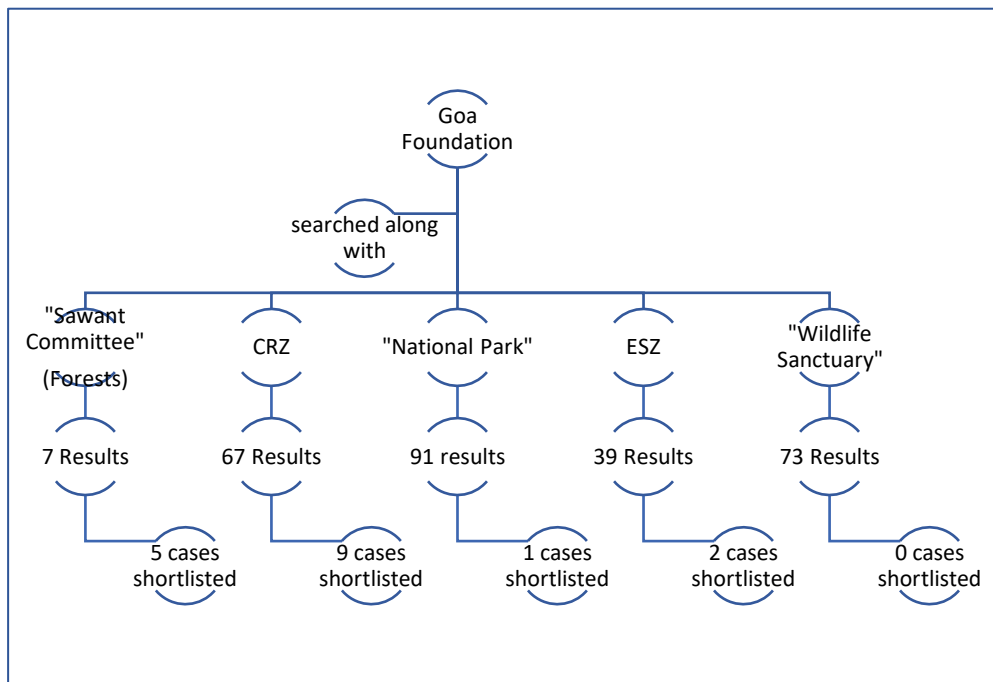 Goa
Foundation
searched along
with
"Sawant
Committee"
(Forests)
CRZ
"National Park"
ESZ
"Wildlife
Sanctuary"
7 Results
67 Results
91 results
39 Results
73 Results
5 cases
shortlisted
9 cases
shortlisted
1 cases
shortlisted
2 cases
shortlisted
0 cases
shortlisted